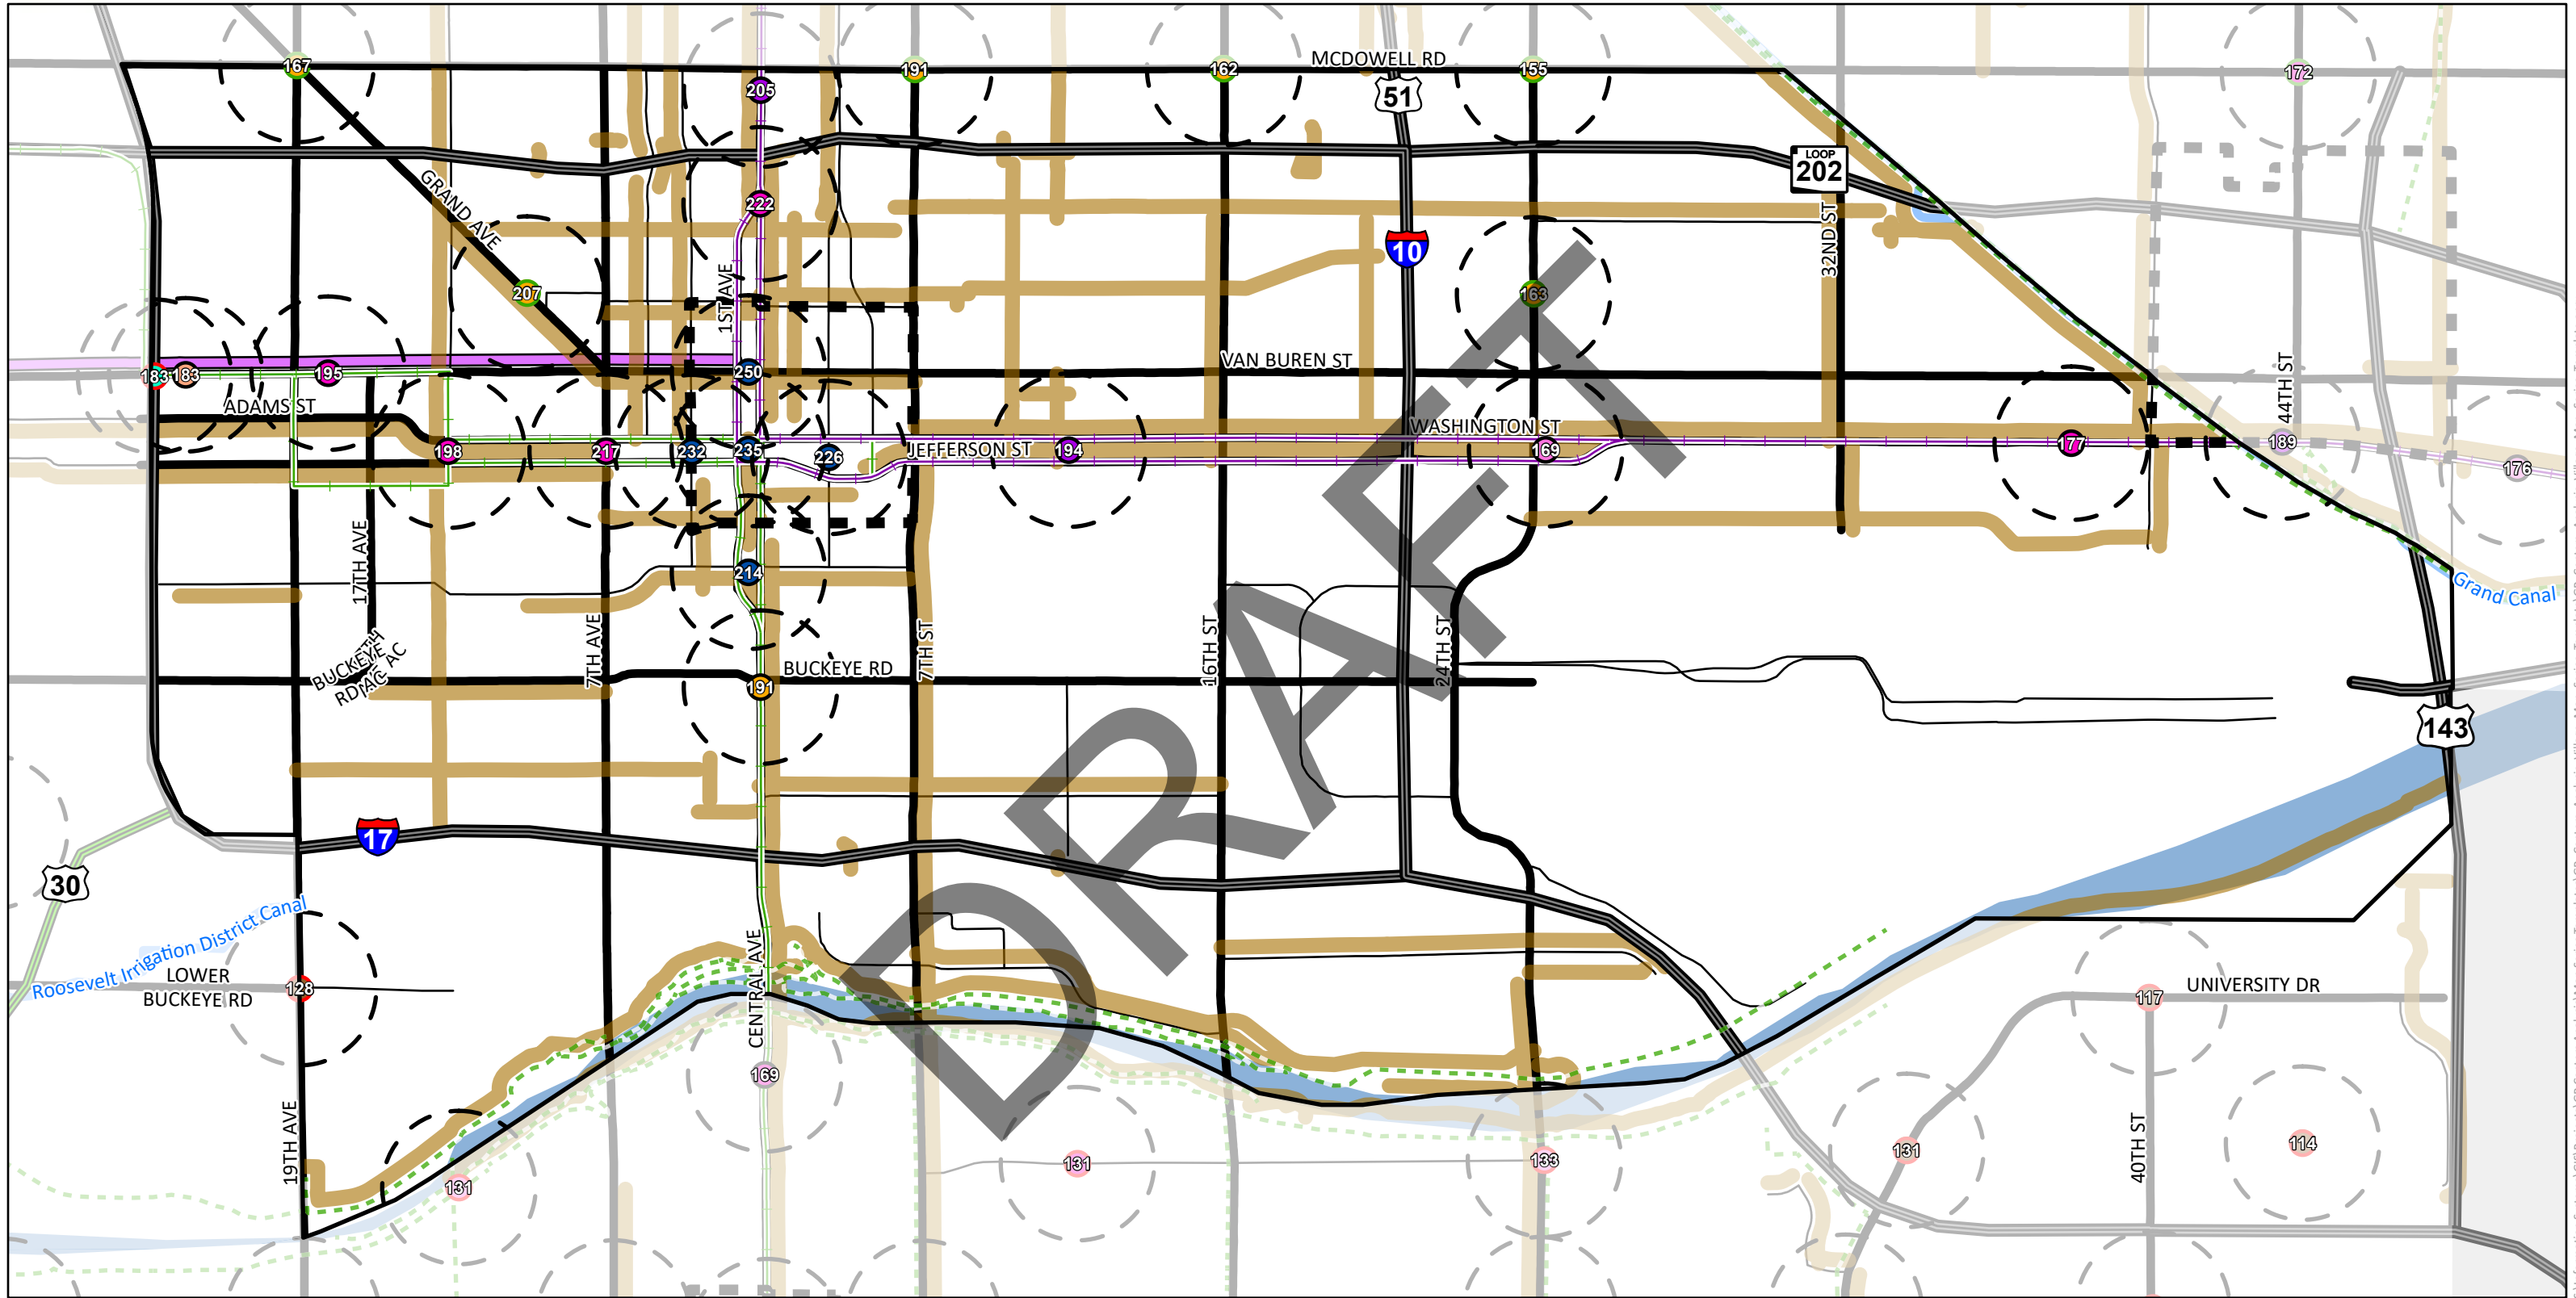 MCDOWELL RD
167
191
162
155
172
205
51
LOOP
202
GRAND AVE
222
10
32ND ST
1ST AVE
207
163
183
183
195
250
VAN BUREN ST
44TH ST
ADAMS ST
198
217
232
235
226
JEFFERSON ST
194
WASHINGTON ST
169
177
189
176
17TH AVE
214
Grand Canal
7TH AVE
7TH ST
16TH ST
24TH ST
BUCKEYE
RD
AC
191
BUCKEYE RD
143
DRAFT
17
30
Roosevelt Irrigation District Canal
LOWER
BUCKEYE RD
128
CENTRAL AVE
117
UNIVERSITY DR
169
19TH AVE
131
131
133
131
40TH ST
114